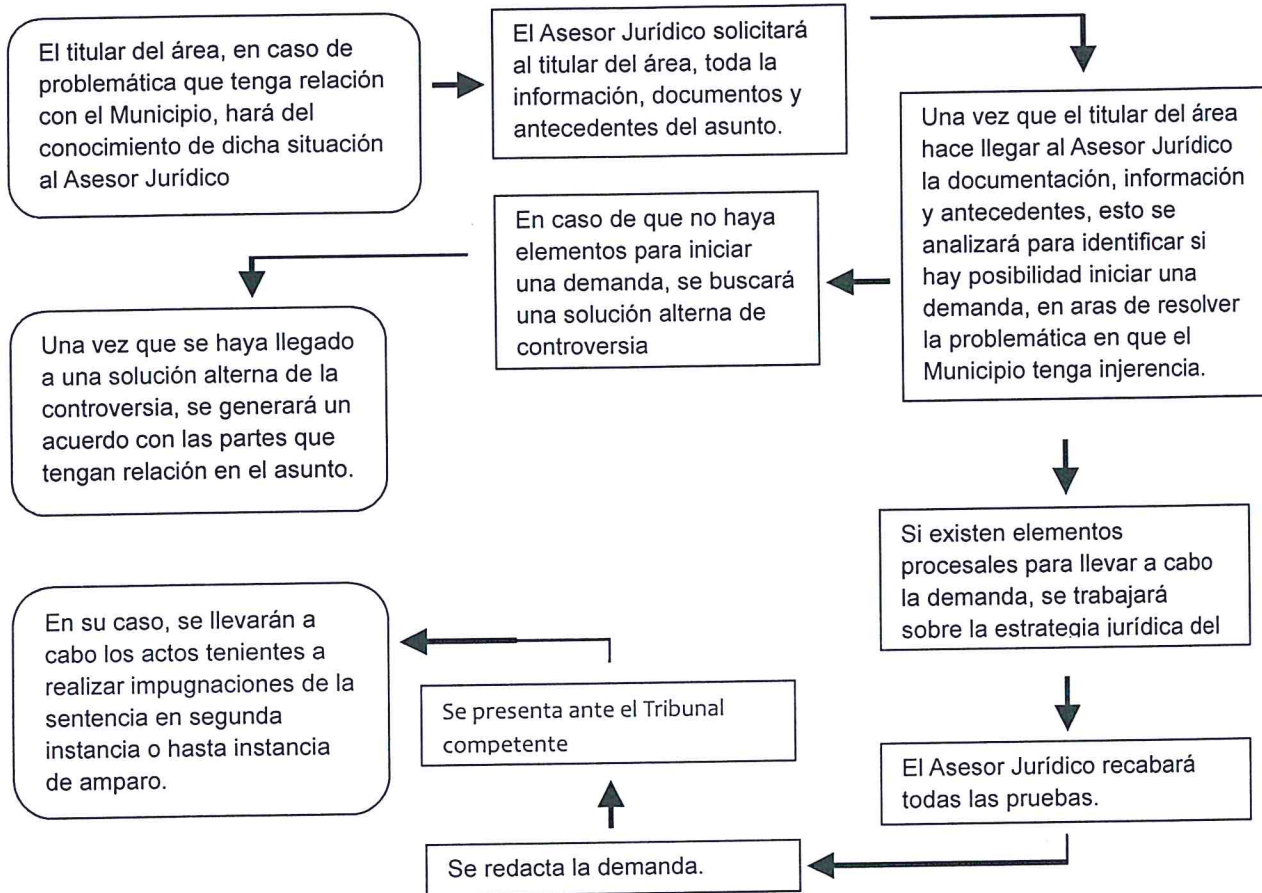 El titular del área, en caso de
problemática que tenga relación
con el Municipio, hará del
conocimiento de dicha situación
al Asesor Jurídico
El Asesor Jurídico solicitará
al titular del área, toda la
información, documentos y
antecedentes del asunto.
Una vez que el titular del área
hace llegar al Asesor Jurídico
la documentación, información
y antecedentes, esto se
analizará para identificar si
hay posibilidad iniciar una
demanda, en aras de resolver
la problemática en que el
Municipio tenga injerencia.
En caso de que no haya
elementos para iniciar
una demanda, se buscará
una solución alterna de
controversia
Una vez que se haya llegado
a una solución alterna de la
controversia, se generará un
acuerdo con las partes que
tengan relación en el asunto.
Si existen elementos
procesales para llevar a cabo
la demanda, se trabajará
sobre la estrategia jurídica del
El Asesor Jurídico recabará
todas las pruebas.
Se redacta la demanda.
Se presenta ante el Tribunal
competente
En su caso, se llevarán a
cabo los actos tenientes a
realizar impugnaciones de la
sentencia en segunda
instancia o hasta instancia
de amparo.